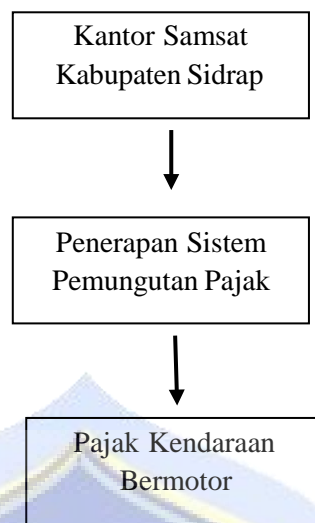 Kantor Samsat
Kabupaten Sidrap
Penerapan Sistem
Pemungutan Pajak
Pajak Kendaraan
Bermotor